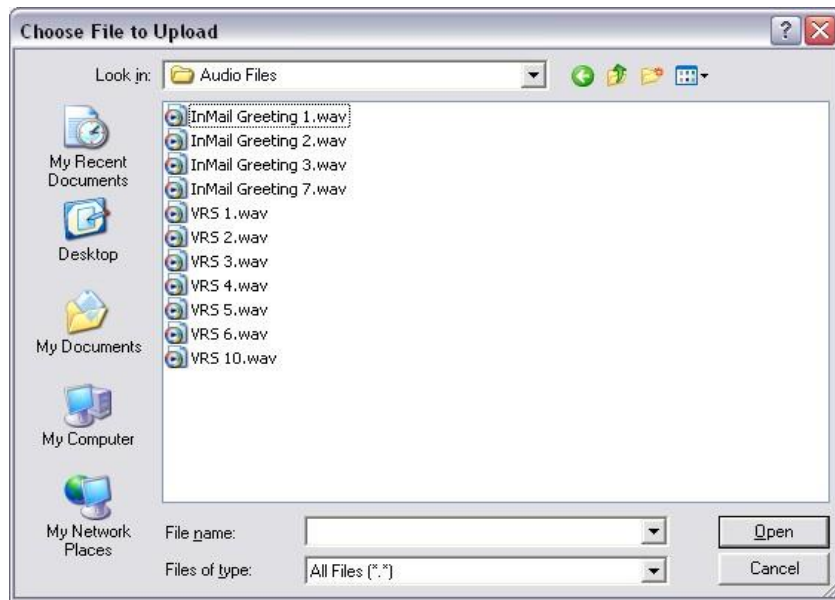 Choose File to Upload
?
Look in:
Audio Files
My Recent
Documents
Desktop
My Documents
My Computer
My Network
Places
InMail Greeting 1.wav
InMail Greeting 2.wav
InMail Greeting 3.wav
InMail Greeting 7.wav
VRS 1.wav
VRS 2.wav
VRS 3.wav
VRS 4.wav
VRS 5.wav
VRS 6.wav
VRS 10.wav
File name:
Open
Files of type:
All Files (*.*)
Cancel